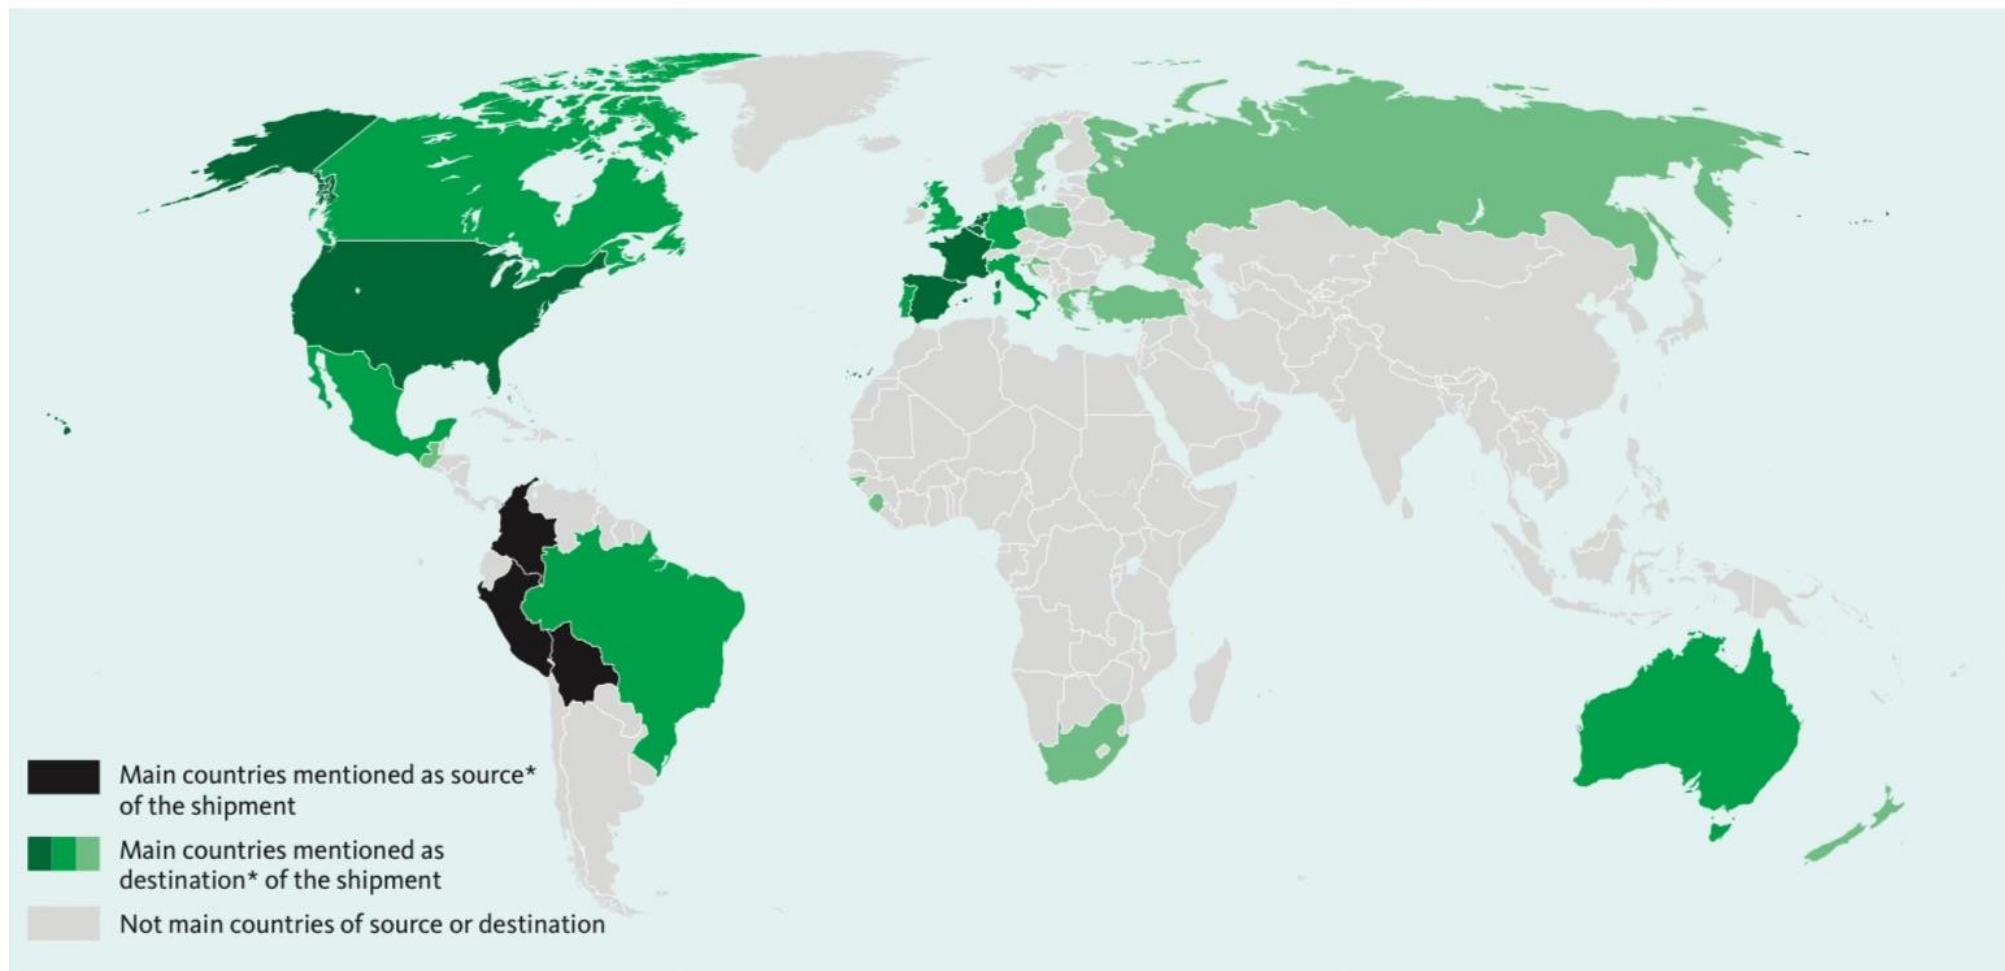 Main countries mentioned as source*
of the shipment
Main countries mentioned as
destination* of the shipment
Not main countries of source or destination